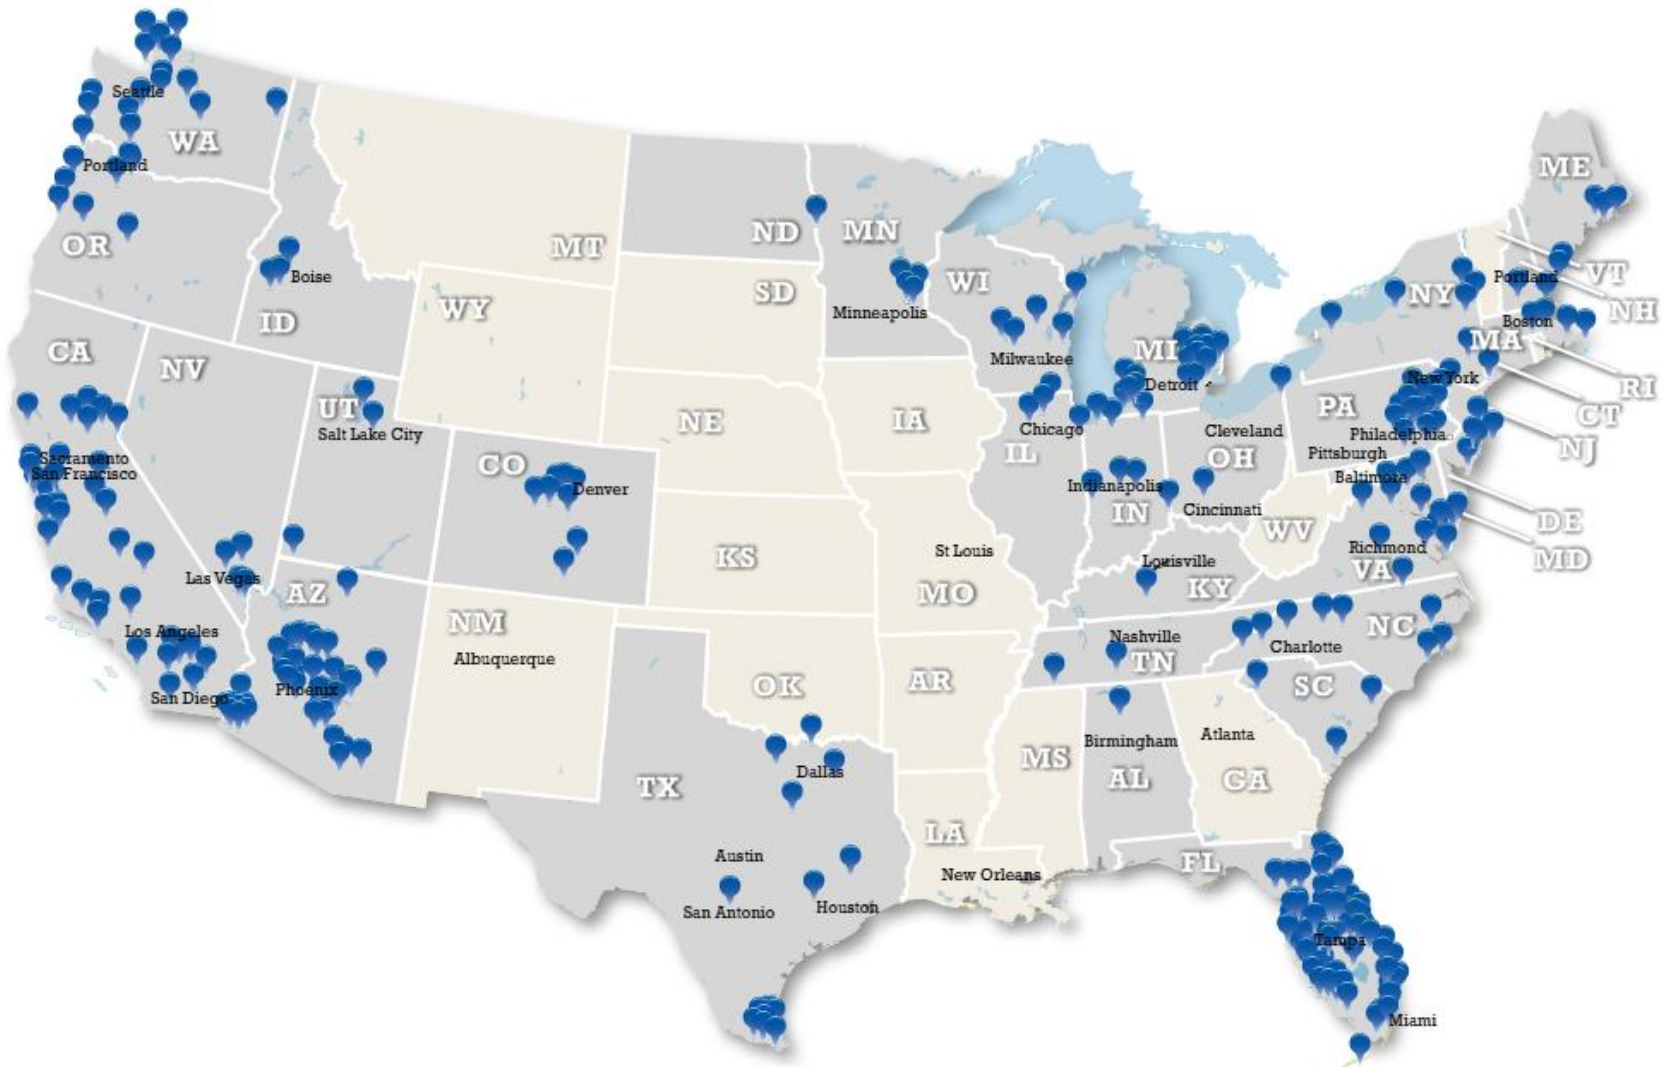 Seattle
WA
ME
Portland
OR
MT
ND
MN
Boise
WI
Portland
VT
NY
NH
ID
WY
SD
Minneapolis
Boston
MA
CA
NV
Milwaukee
MI
Detroit
New York
RI
UT
Salt Lake City
NE
IA
Chicago
PA
CT
Cleveland
Philadelphia
NJ
Sacramento
San Francisco
CO
Denver
IL
OH
Pittsburgh
Baltimore
Indianapolis
IN
Cincinnati
WV
DE
KS
St Louis
Richmond
MD
Las Vegas
AZ
Louisville
KY
VA
MO
NM
Los Angeles
Nashville
NC
Albuquerque
TN
Charlotte
San Diego
Phoenix
OK
AR
SC
TX
Dallas
MS
Birmingham
AL
Atlanta
GA
LA
Austin
New Orleans
FL
San Antonio
Houston
Tampa
Miami